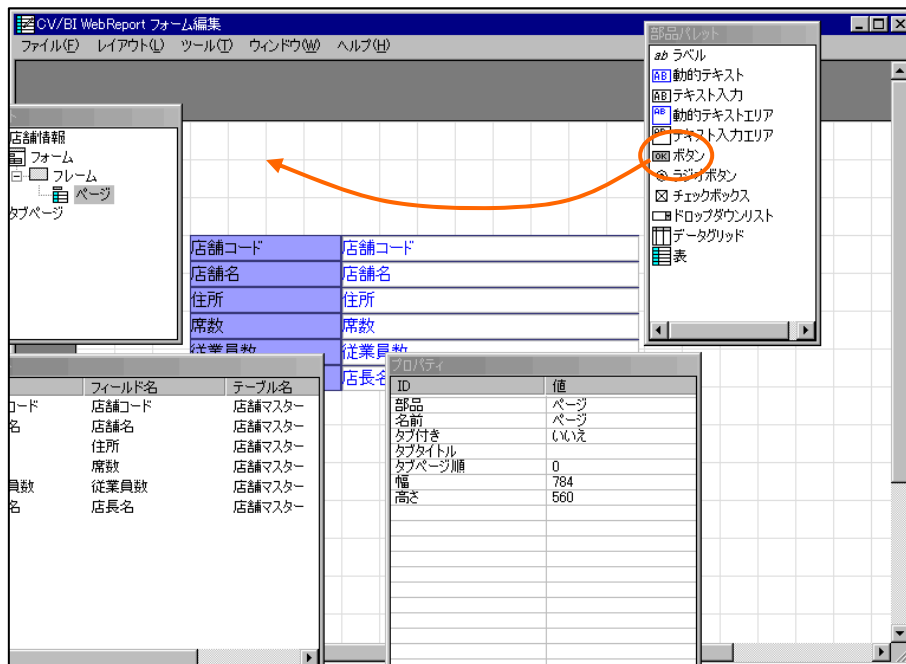 CV/BI WebReport フォーム編集
ファイル(F) レイアウト(L) ツール(T) ウィンドウ(W) ヘルプ(H)
部品パレット
ab ラベル
AB 動的テキスト
AB テキスト入力
AB 動的テキストエリア
AB テキスト入力エリア
OK ボタン
ラジオボタン
チェックボックス
ドロップダウンリスト
データグリッド
表
店舗情報
フォーム
フレーム
ページ
タブページ
店舗コード 店舗コード
店舗名 店舗名
住所 住所
席数 席数
従業員数 従業員数
店長名
フィールド名 テーブル名
コード 店舗コード 店舗マスター
名 店舗名 店舗マスター
住所 店舗マスター
席数 店舗マスター
員数 従業員数 店舗マスター
名 店長名 店舗マスター
プロパティ
ID 値
部品 ページ
名前 ページ
タブ付き いいえ
タブタイトル
タブページ順 0
幅 784
高さ 560